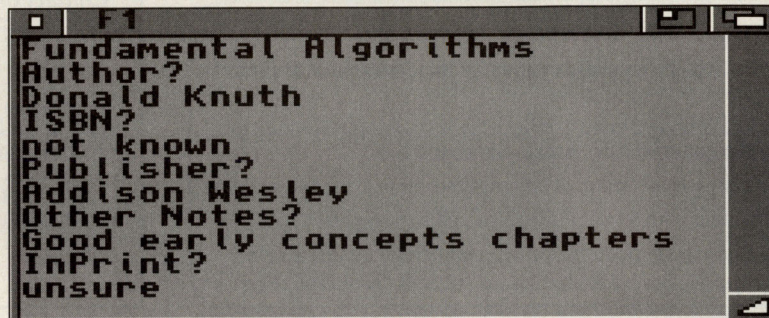 F1
Fundamental Algorithms
Author?
Donald Knuth
ISBN?
not known
Publisher?
Addison Wesley
Other Notes?
Good early concepts chapters
InPrint?
unsure